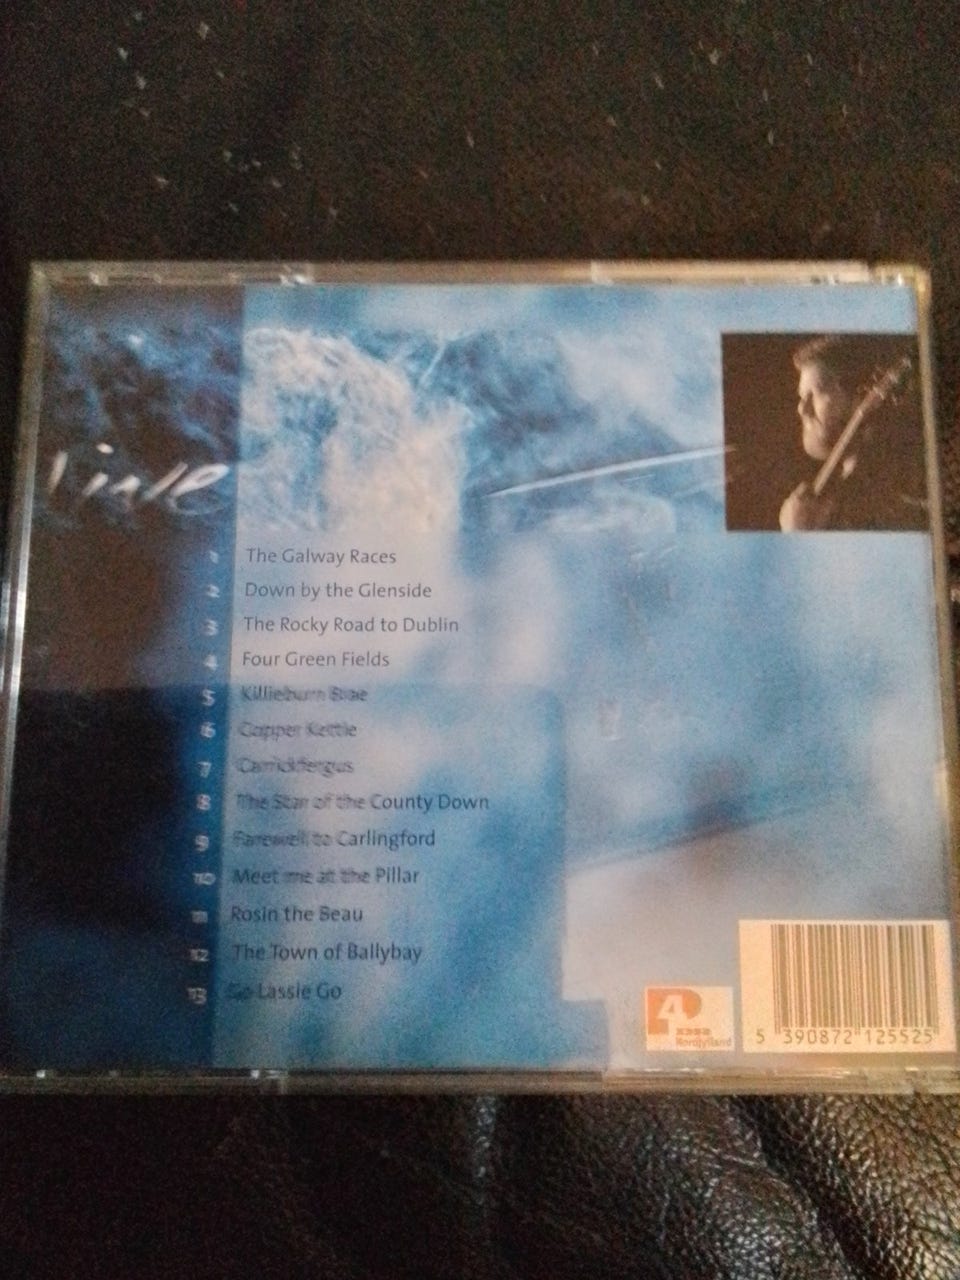 live
1 The Galway Races
2 Down by the Glenside
3 The Rocky Road to Dublin
4 Four Green Fields
5 Killieburn Brae
6 Copper Kettle
7 Carrickfergus
8 The Star of the County Down
9 Farewell to Carlingford
10 Meet me at the Pillar
11 Rosin the Beau
12 The Town of Ballybay
13 Go Lassie Go
P4
Nordjylland
5 390872 125525